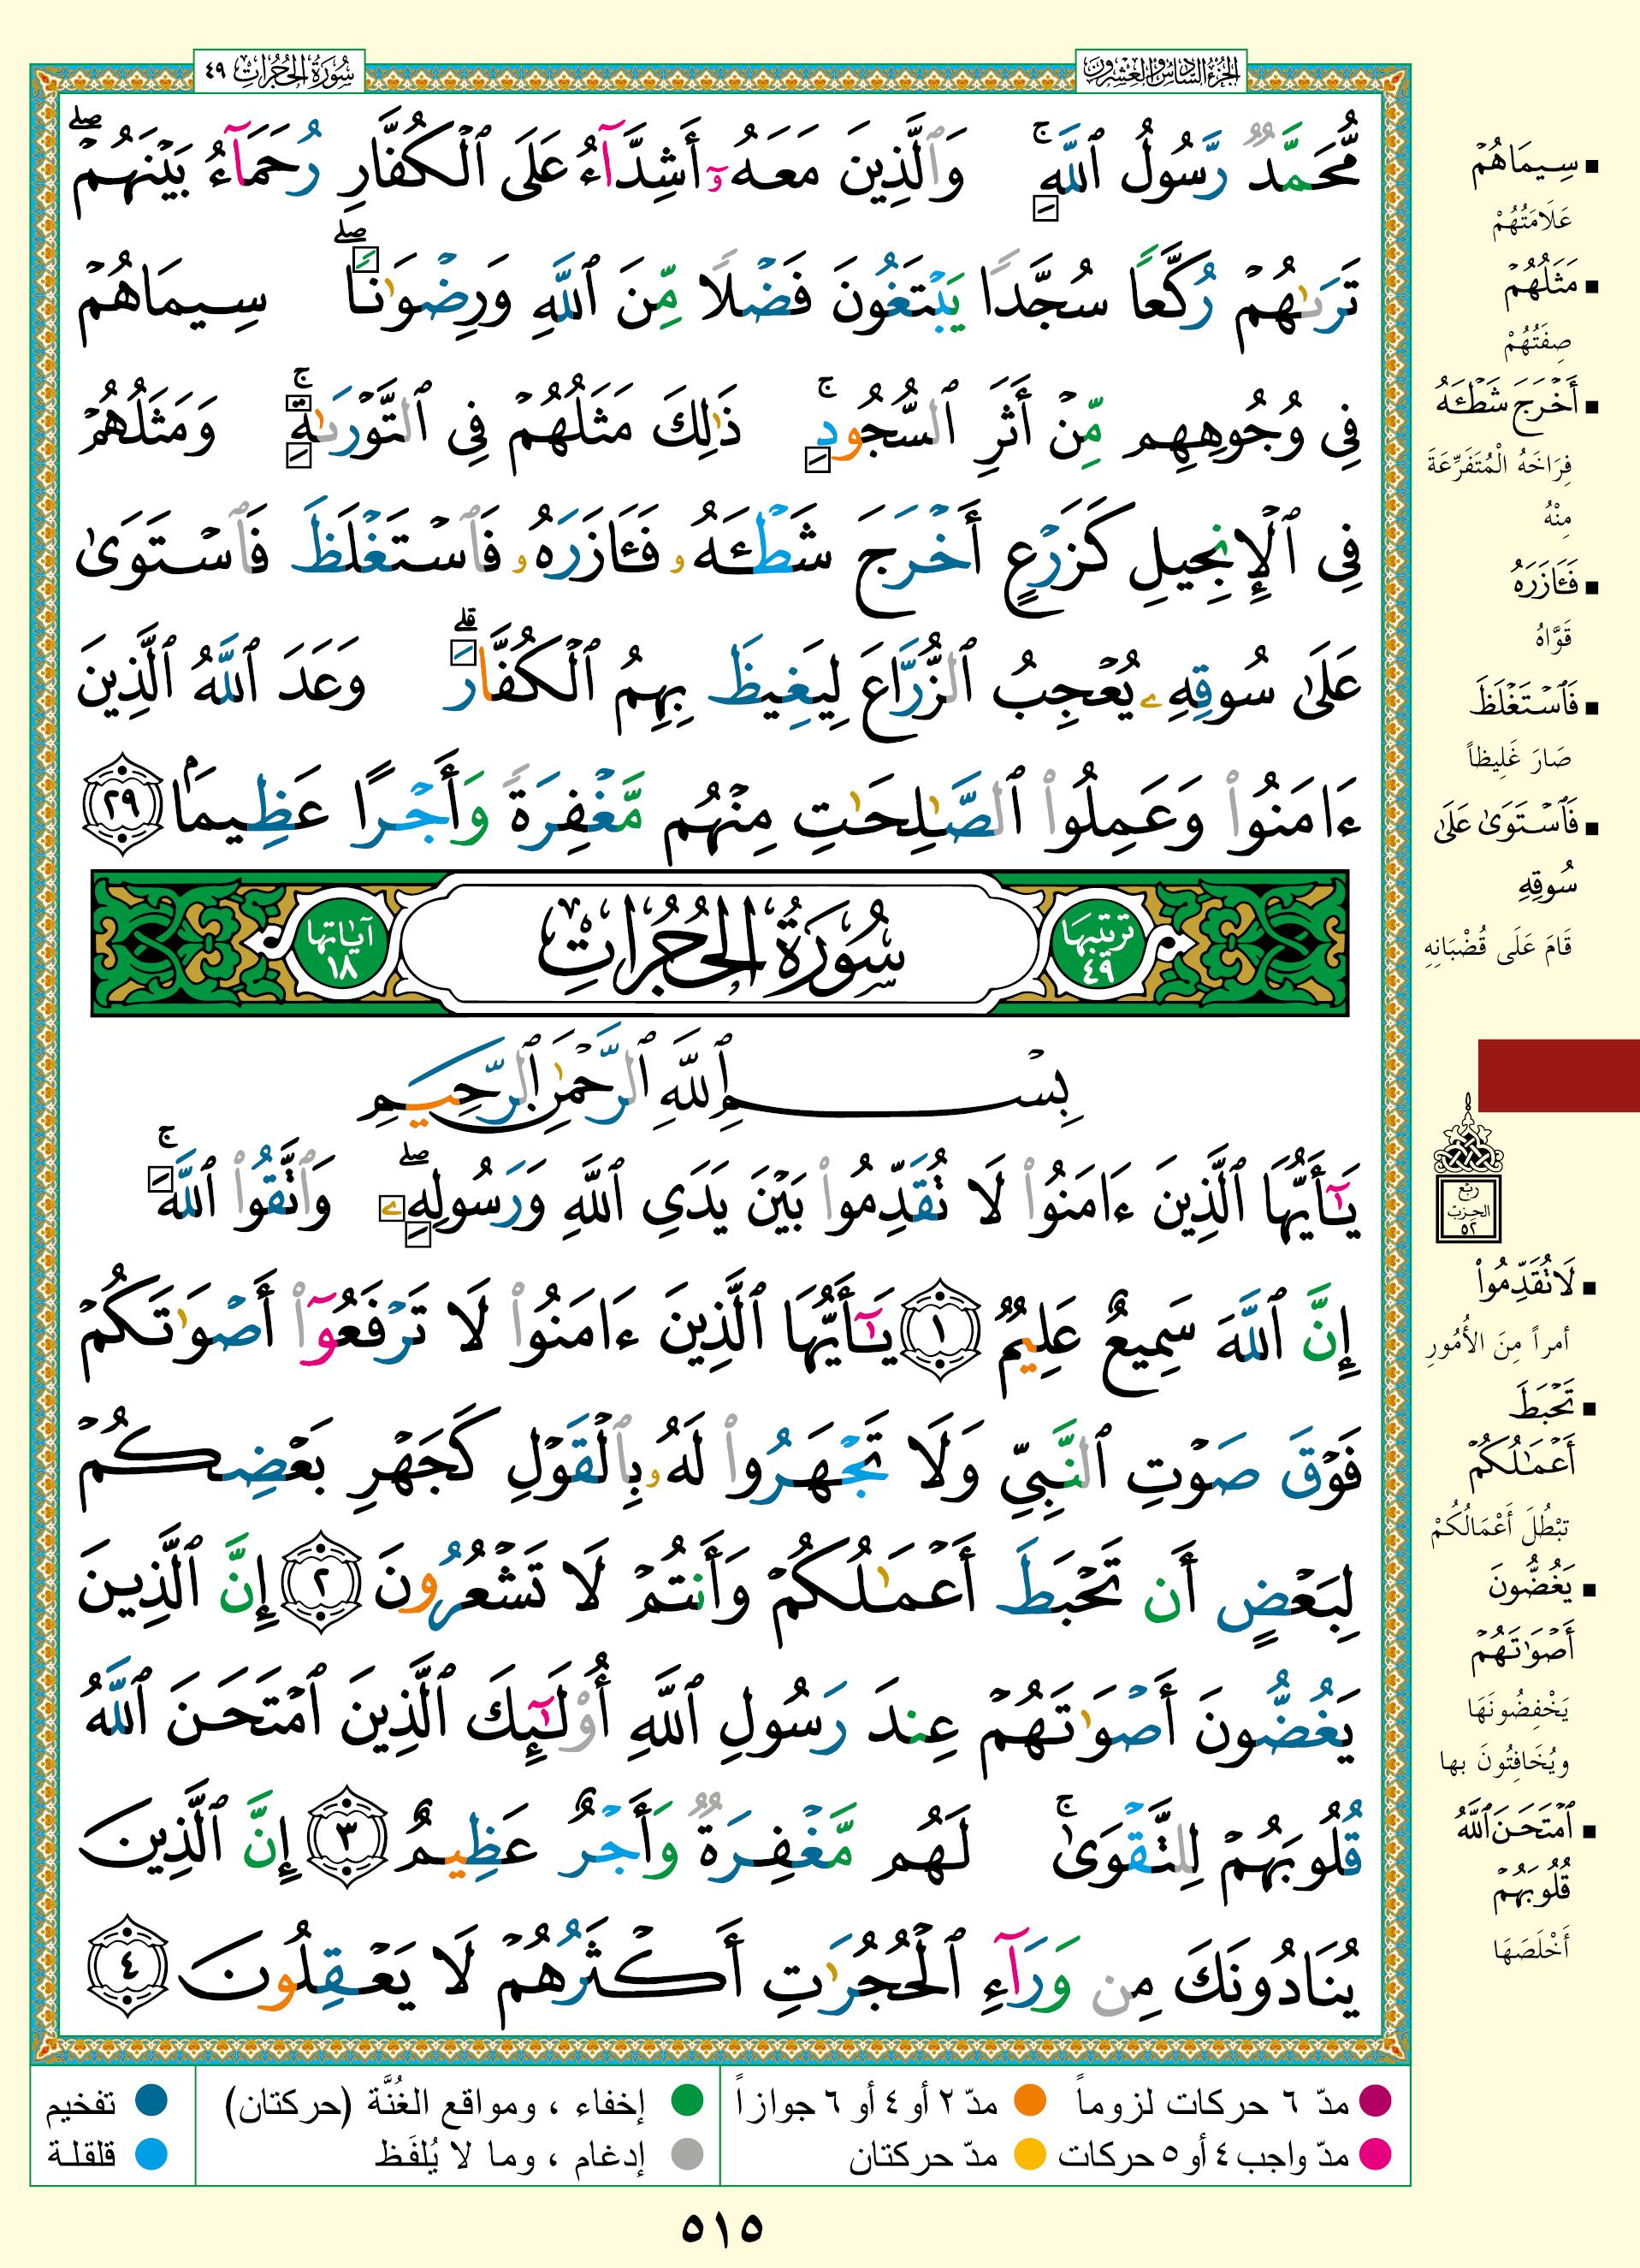 الجزء السادس والعشرون
سُورَةُ الحُجُرَات ٤٩
مُّحَمَّدٌ رَّسُولُ ٱللَّهِۚ وَٱلَّذِينَ مَعَهُۥٓ أَشِدَّآءُ عَلَى ٱلْكُفَّارِ رُحَمَآءُ بَيْنَهُمْۖ
تَرَىٰهُمْ رُكَّعًا سُجَّدًا يَبْتَغُونَ فَضْلًا مِّنَ ٱللَّهِ وَرِضْوَٰنًاۖ سِيمَاهُمْ
فِى وُجُوهِهِم مِّنْ أَثَرِ ٱلسُّجُودِۚ ذَٰلِكَ مَثَلُهُمْ فِى ٱلتَّوْرَىٰةِۚ وَمَثَلُهُمْ
فِى ٱلْإِنجِيلِ كَزَرْعٍ أَخْرَجَ شَطْـَٔهُۥ فَـَٔازَرَهُۥ فَٱسْتَغْلَظَ فَٱسْتَوَىٰ
عَلَىٰ سُوقِهِۦ يُعْجِبُ ٱلزُّرَّاعَ لِيَغِيظَ بِهِمُ ٱلْكُفَّارَۗ وَعَدَ ٱللَّهُ ٱلَّذِينَ
ءَامَنُوا۟ وَعَمِلُوا۟ ٱلصَّـٰلِحَـٰتِ مِنْهُم مَّغْفِرَةً وَأَجْرًا عَظِيمًۢا ٢٩
ترتيبها ٤٩
سُورَةُ الحُجُرَاتِ
آياتها ١٨
بِسْمِ ٱللَّهِ ٱلرَّحْمَـٰنِ ٱلرَّحِيمِ
يَـٰٓأَيُّهَا ٱلَّذِينَ ءَامَنُوا۟ لَا تُقَدِّمُوا۟ بَيْنَ يَدَىِ ٱللَّهِ وَرَسُولِهِۦۖ وَٱتَّقُوا۟ ٱللَّهَۚ
إِنَّ ٱللَّهَ سَمِيعٌ عَلِيمٌ ١ يَـٰٓأَيُّهَا ٱلَّذِينَ ءَامَنُوا۟ لَا تَرْفَعُوٓا۟ أَصْوَٰتَكُمْ
فَوْقَ صَوْتِ ٱلنَّبِىِّ وَلَا تَجْهَرُوا۟ لَهُۥ بِٱلْقَوْلِ كَجَهْرِ بَعْضِكُمْ
لِبَعْضٍ أَن تَحْبَطَ أَعْمَـٰلُكُمْ وَأَنتُمْ لَا تَشْعُرُونَ ٢ إِنَّ ٱلَّذِينَ
يَغُضُّونَ أَصْوَٰتَهُمْ عِندَ رَسُولِ ٱللَّهِ أُو۟لَـٰٓئِكَ ٱلَّذِينَ ٱمْتَحَنَ ٱللَّهُ
قُلُوبَهُمْ لِلتَّقْوَىٰۚ لَهُم مَّغْفِرَةٌ وَأَجْرٌ عَظِيمٌ ٣ إِنَّ ٱلَّذِينَ
يُنَادُونَكَ مِن وَرَآءِ ٱلْحُجُرَٰتِ أَكْثَرُهُمْ لَا يَعْقِلُونَ ٤
سِيمَاهُمْ
عَلَامَتُهُمْ
مَثَلُهُمْ
صِفَتُهُمْ
أَخْرَجَ شَطْـَٔهُ
فِرَاخَهُ الْمُتَفَرِّعَةَ
مِنْهُ
فَـَٔازَرَهُ
قَوَّاهُ
فَٱسْتَغْلَظَ
صَارَ غَلِيظاً
فَٱسْتَوَىٰ عَلَىٰ
سُوقِهِ
قَامَ عَلَى قُضْبَانِهِ
ربع
الحزب
٥٢
لَا تُقَدِّمُوا۟
أمراً مِنَ الأُمُورِ
تَحْبَطَ
أَعْمَـٰلُكُمْ
تَبْطُلَ أَعْمَالُكُمْ
يَغُضُّونَ
أَصْوَٰتَهُمْ
يَخْفِضُونَهَا
ويُخَافِتُونَ بها
ٱمْتَحَنَ ٱللَّهُ
قُلُوبَهُمْ
أَخْلَصَهَا
مدّ ٦ حركات لزوماً
مدّ ٢ أو ٤ أو ٦ جوازاً
إخفاء ، ومواقع الغُنَّة (حركتان)
تفخيم
مدّ واجب ٤ أو ٥ حركات
مدّ حركتان
إدغام ، وما لا يُلفَظ
قلقلة
٥١٥